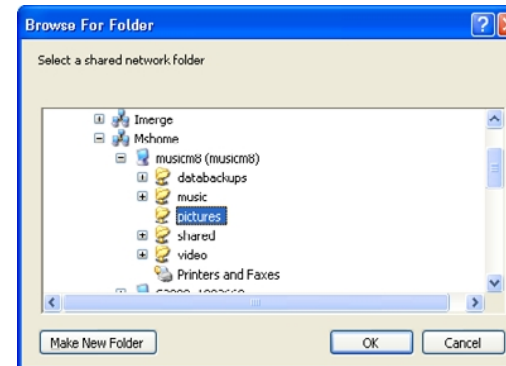 Browse For Folder
Select a shared network folder
Imerge
Mshome
musicm8 (musicm8)
databackups
music
pictures
shared
video
Printers and Faxes
Make New Folder
OK
Cancel